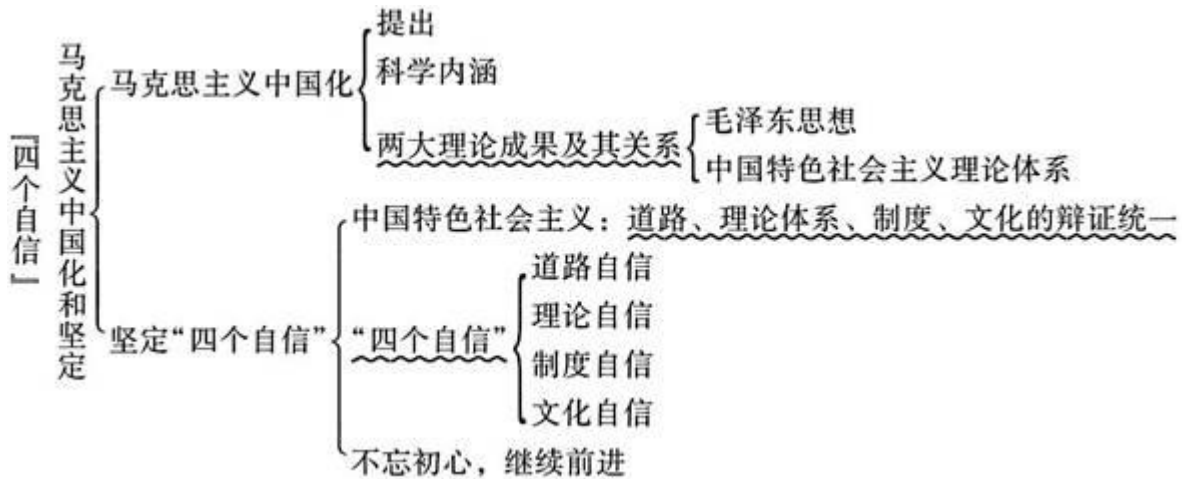 马克思主义中国化和坚定
『四个自信』
马克思主义中国化
提出
科学内涵
两大理论成果及其关系
毛泽东思想
中国特色社会主义理论体系
坚定“四个自信”
中国特色社会主义：道路、理论体系、制度、文化的辩证统一
“四个自信”
道路自信
理论自信
制度自信
文化自信
不忘初心，继续前进